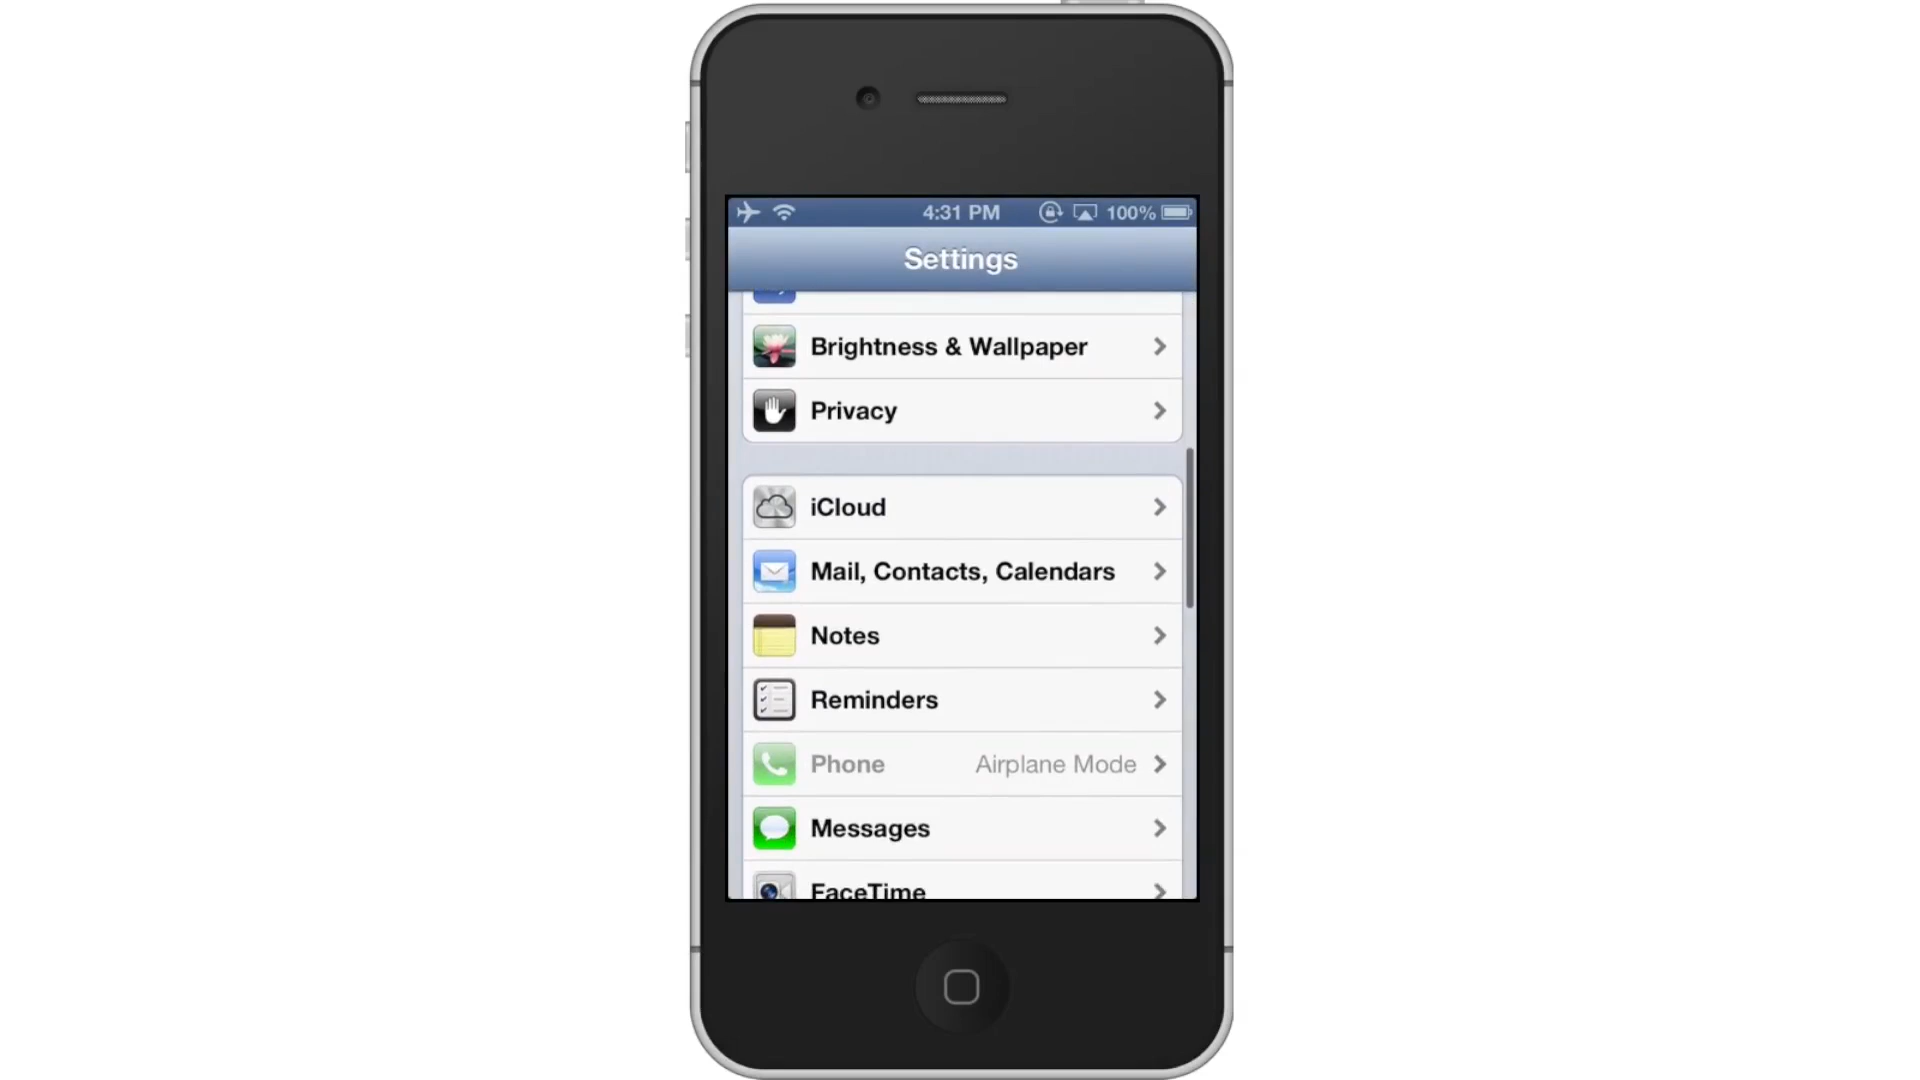 4:31 PM 100%
Settings
Brightness & Wallpaper
Privacy
iCloud
Mail, Contacts, Calendars
Notes
Reminders
Phone Airplane Mode
Messages
FaceTime